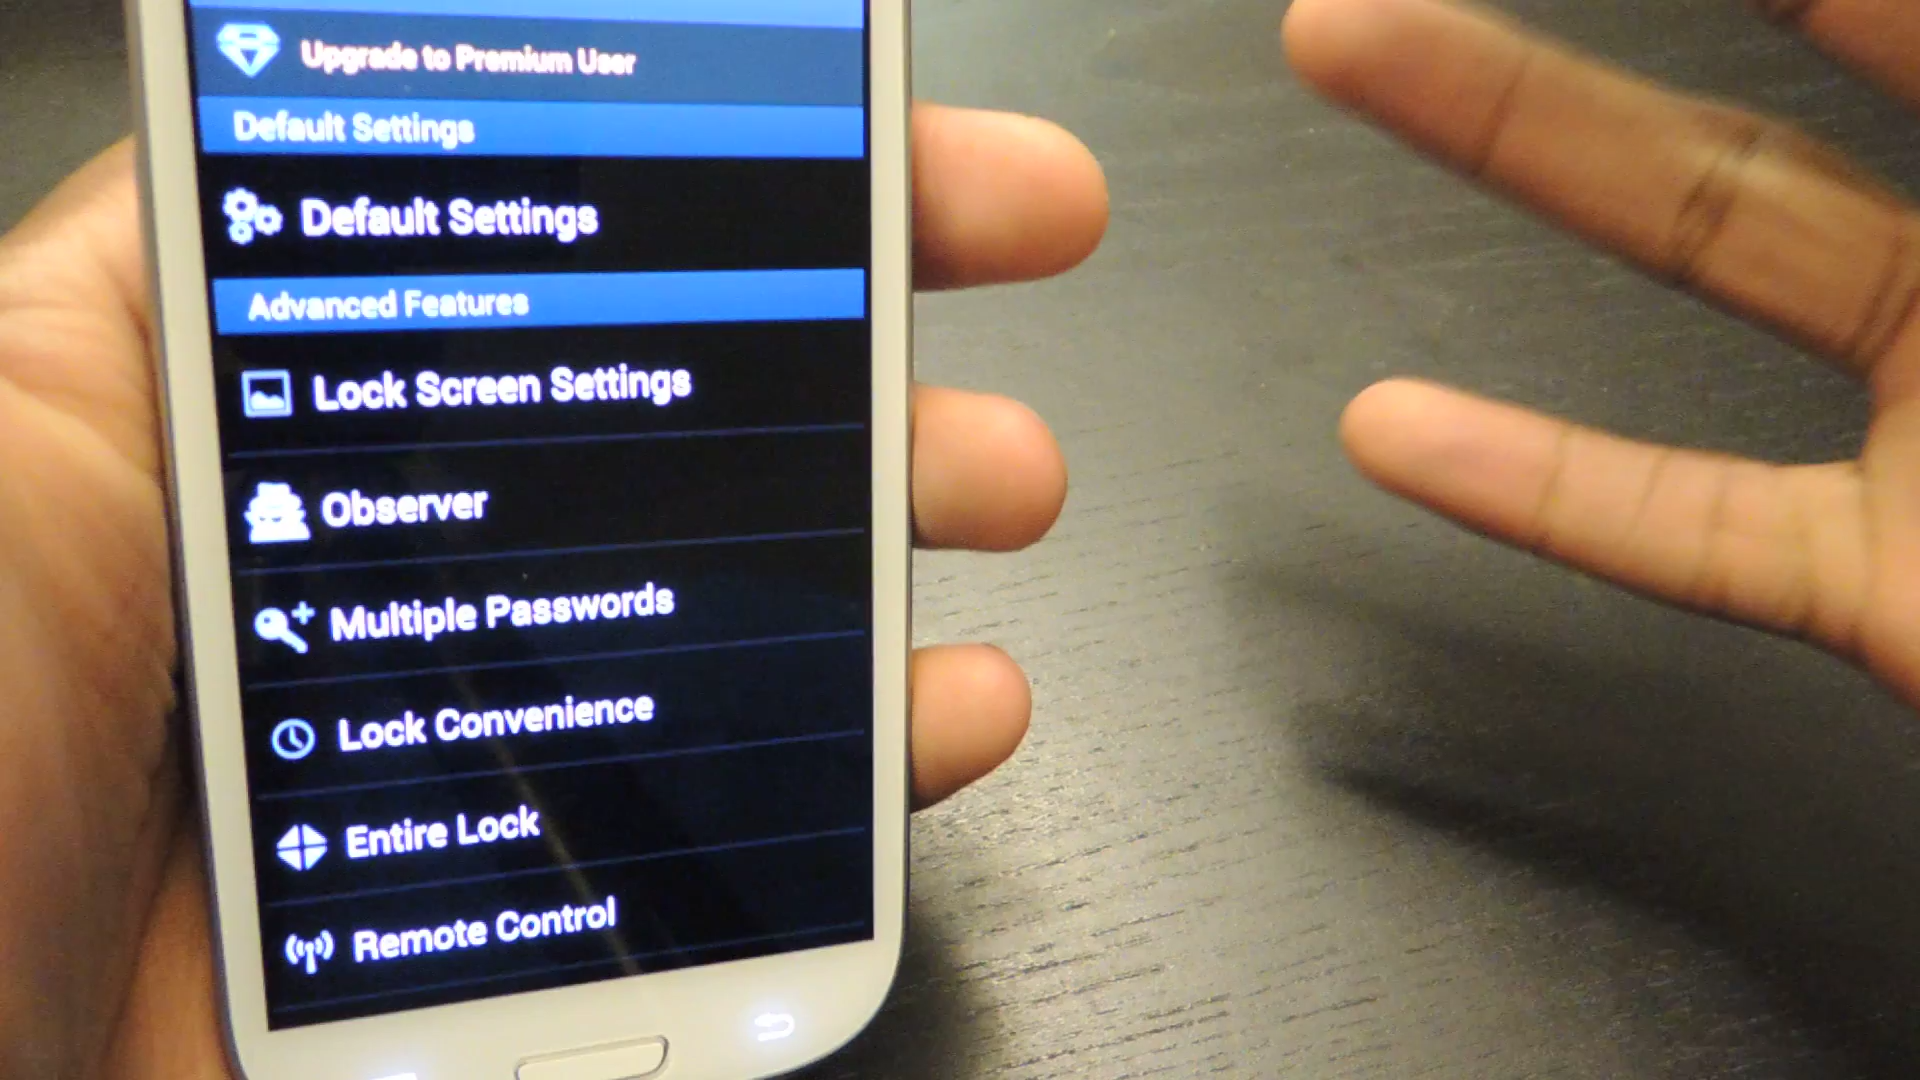 Upgrade to Premium User
Default Settings
Default Settings
Advanced Features
Lock Screen Settings
Observer
Multiple Passwords
Lock Convenience
Entire Lock
Remote Control